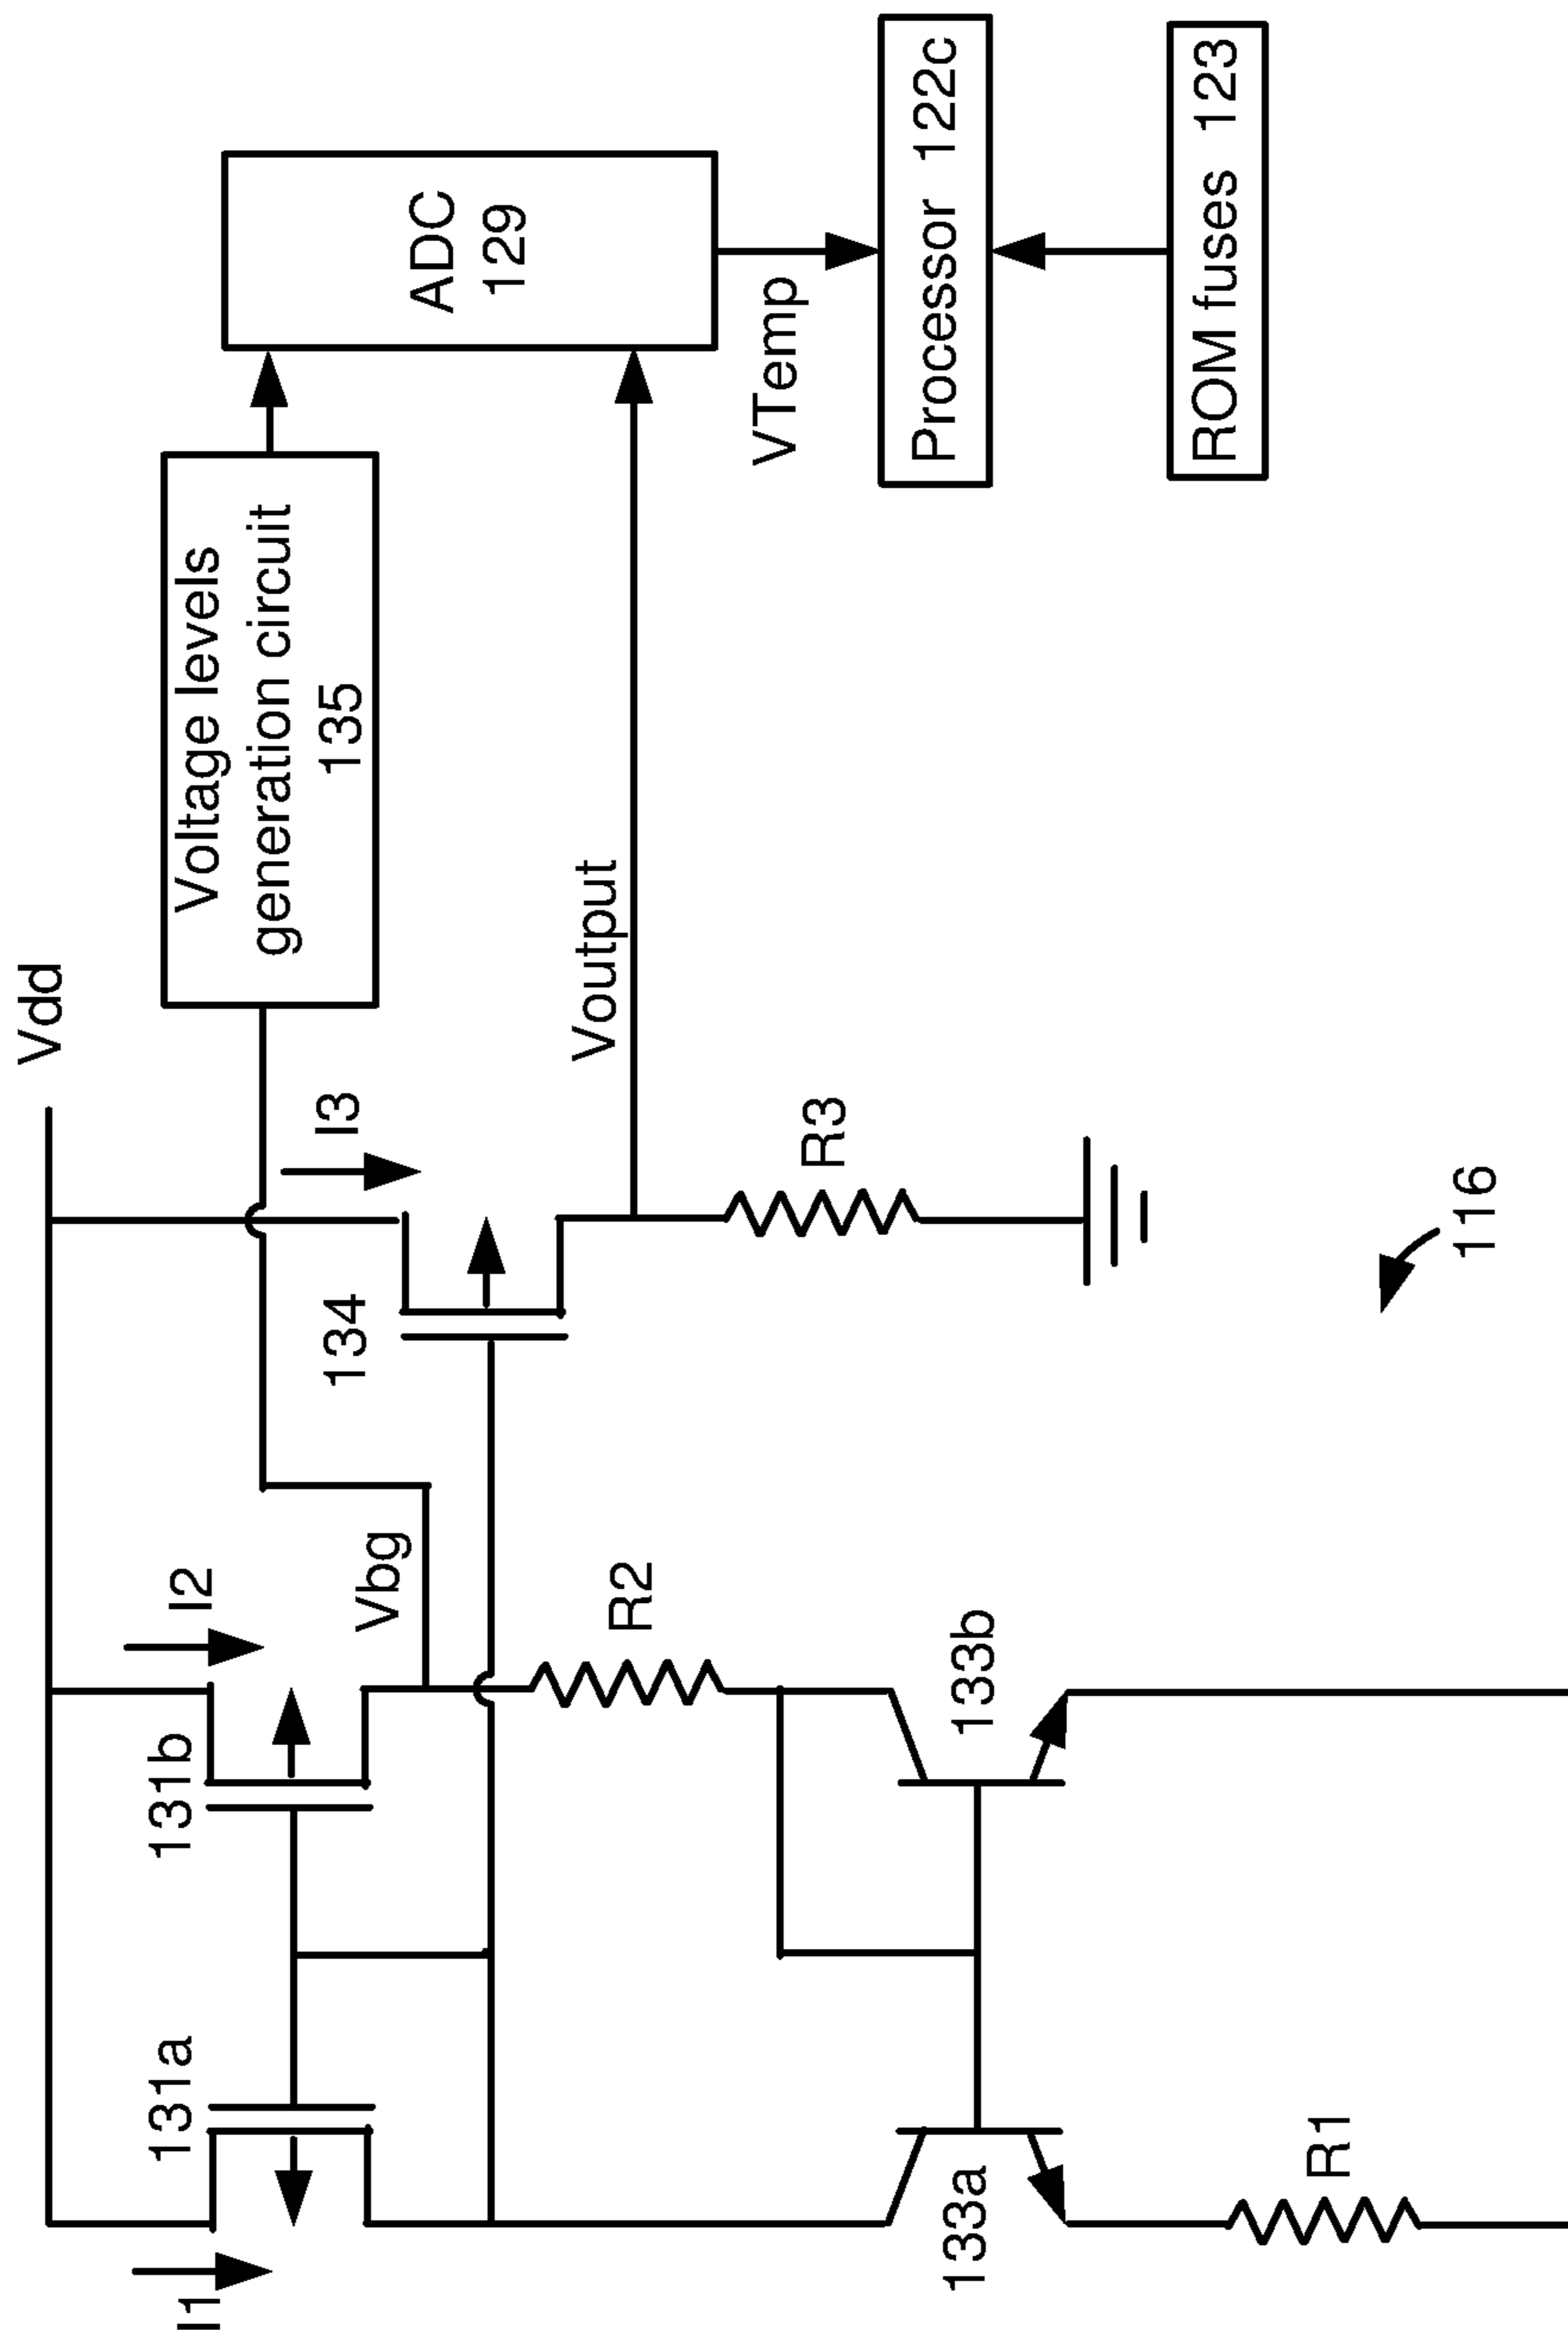 Vdd
I1
131a
131b
I2
Vbg
134
I3
Voltage levels
generation circuit
135
ADC
129
Voutput
VTemp
R2
R3
Processor 122c
133a
133b
ROM fuses 123
R1
116